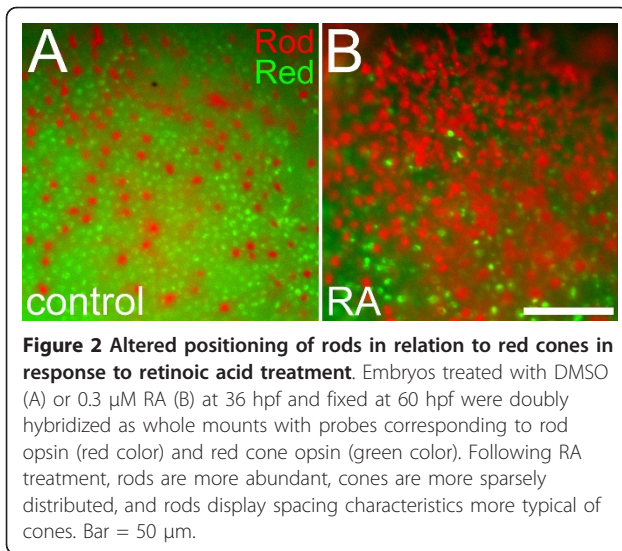 A
Rod
Red
control
B
RA
Figure 2 Altered positioning of rods in relation to red cones in
response to retinoic acid treatment. Embryos treated with DMSO
(A) or 0.3 μM RA (B) at 36 hpf and fixed at 60 hpf were doubly
hybridized as whole mounts with probes corresponding to rod
opsin (red color) and red cone opsin (green color). Following RA
treatment, rods are more abundant, cones are more sparsely
distributed, and rods display spacing characteristics more typical of
cones. Bar = 50 μm.